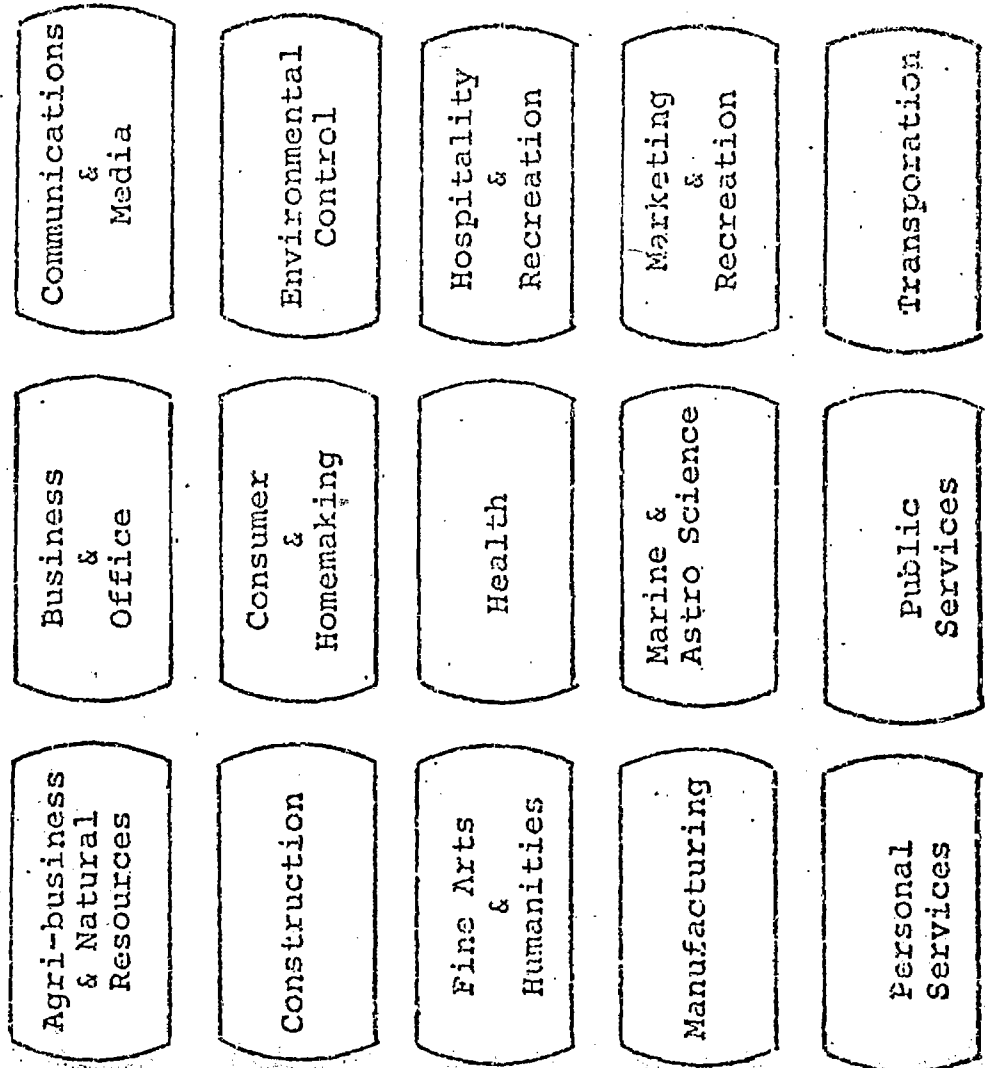 Agri-business
& Natural
Resources
Business
&
Office
Communications
&
Media
Construction
Consumer
&
Homemaking
Environmental
Control
Fine Arts
&
Humanities
Health
Hospitality
&
Recreation
Manufacturing
Marine &
Astro Science
Marketing
&
Recreation
Personal
Services
Public
Services
Transporation